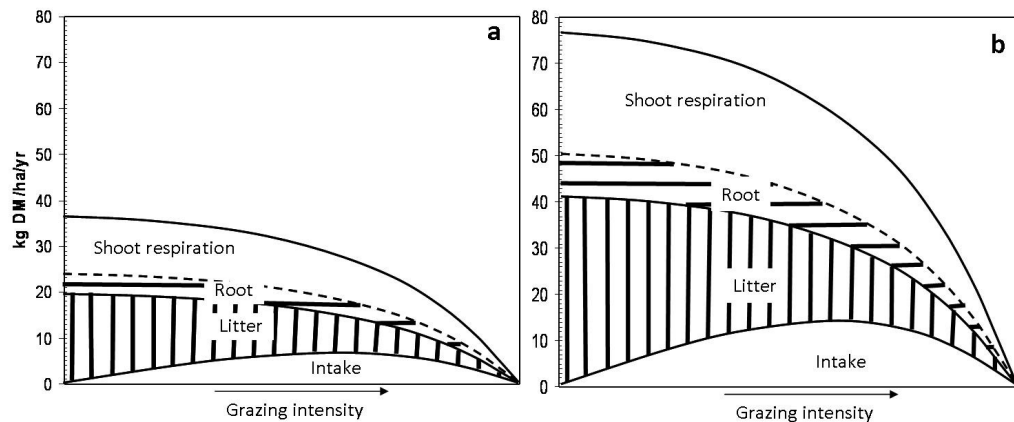 a
80
70
60
50
40
30
20
10
0
kg DM/ha/yr
Shoot respiration
Root
Litter
Intake
Grazing intensity
b
80
70
60
50
40
30
20
10
0
Shoot respiration
Root
Litter
Intake
Grazing intensity